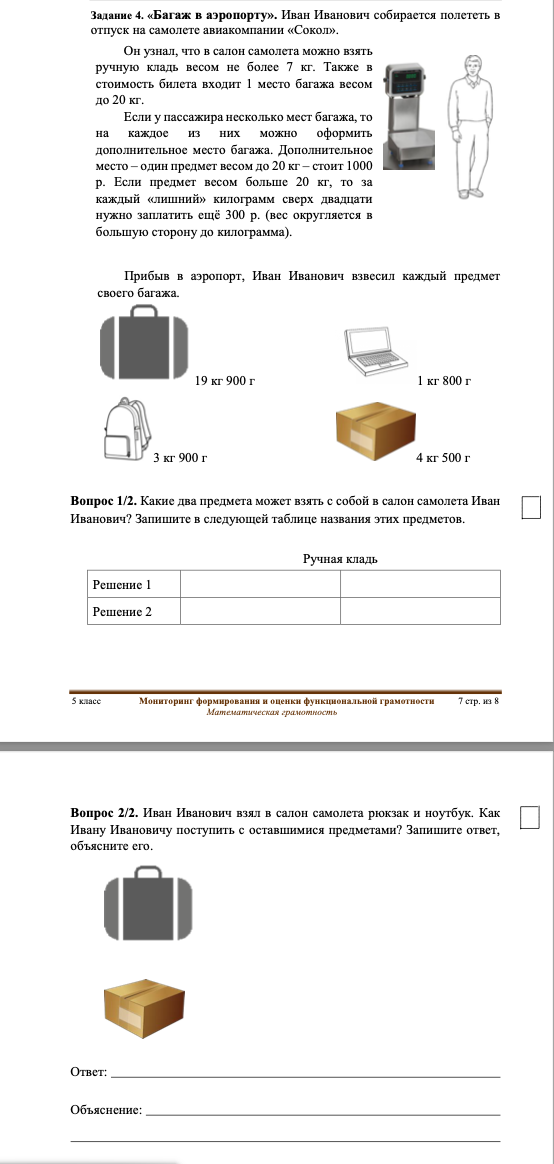 Задание 4. «Багаж в аэропорту». Иван Иванович собирается полететь в
отпуск на самолете авиакомпании «Сокол».
Он узнал, что в салон самолета можно взять
ручную кладь весом не более 7 кг. Также в
стоимость билета входит 1 место багажа весом
до 20 кг.
Если у пассажира несколько мест багажа, то
на каждое из них можно оформить
дополнительное место багажа. Дополнительное
место – один предмет весом до 20 кг – стоит 1000
р. Если предмет весом больше 20 кг, то за
каждый «лишний» килограмм сверх двадцати
нужно заплатить ещё 300 р. (вес округляется в
большую сторону до килограмма).
Прибыв в аэропорт, Иван Иванович взвесил каждый предмет
своего багажа.
19 кг 900 г
1 кг 800 г
3 кг 900 г
4 кг 500 г
Вопрос 1/2. Какие два предмета может взять с собой в салон самолета Иван
Иванович? Запишите в следующей таблице названия этих предметов.
Ручная кладь
Решение 1
Решение 2
5 класс Мониторинг формирования и оценки функциональной грамотности 7 стр. из 8
Математическая грамотность
Вопрос 2/2. Иван Иванович взял в салон самолета рюкзак и ноутбук. Как
Ивану Ивановичу поступить с оставшимися предметами? Запишите ответ,
объясните его.
Ответ:
Объяснение: